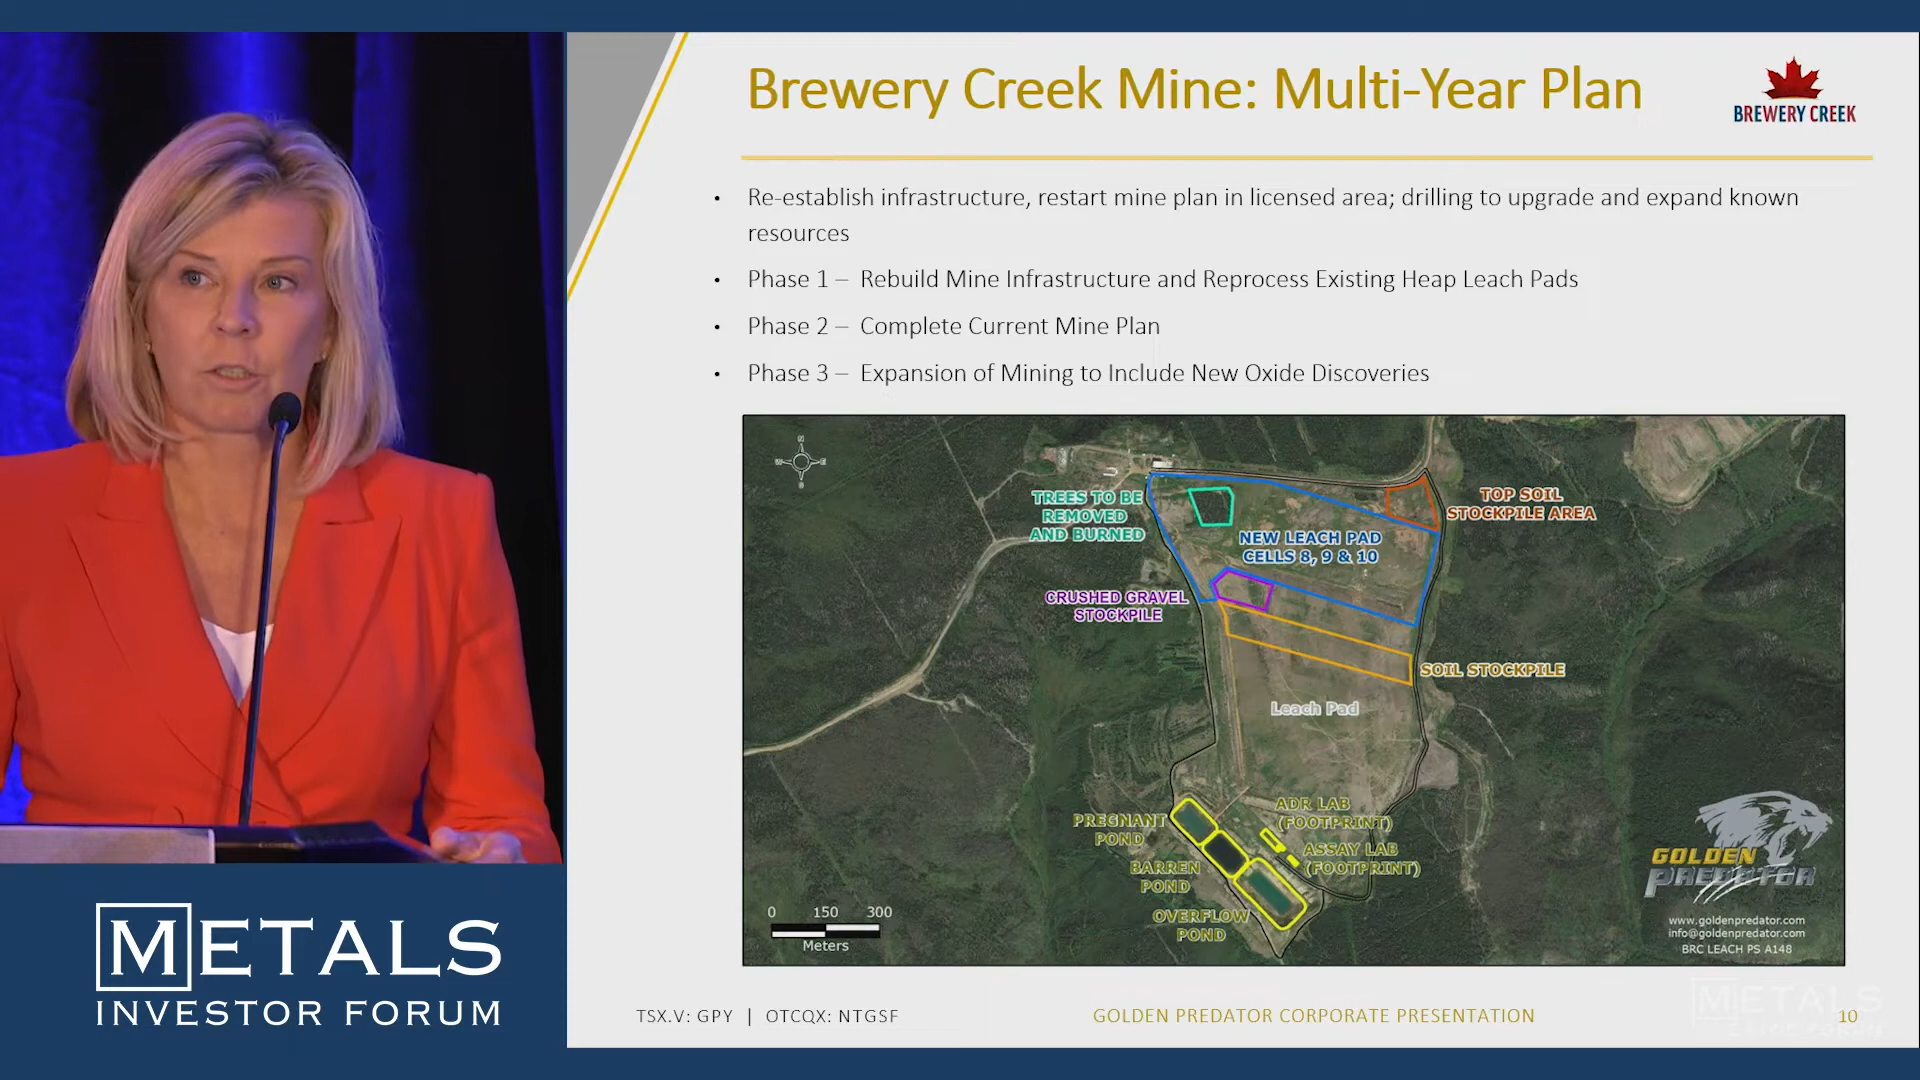 Brewery Creek Mine: Multi-Year Plan
BREWERY CREEK
• Re-establish infrastructure, restart mine plan in licensed area; drilling to upgrade and expand known
resources
• Phase 1 – Rebuild Mine Infrastructure and Reprocess Existing Heap Leach Pads
• Phase 2 – Complete Current Mine Plan
• Phase 3 – Expansion of Mining to Include New Oxide Discoveries
N
W E
S
TREES TO BE
REMOVED
AND BURNED
TOP SOIL
STOCKPILE AREA
NEW LEACH PAD
CELLS 8, 9 & 10
CRUSHED GRAVEL
STOCKPILE
SOIL STOCKPILE
Leach Pad
PREGNANT
POND
ADR LAB
(FOOTPRINT)
ASSAY LAB
(FOOTPRINT)
BARREN
POND
OVERFLOW
POND
0 150 300
Meters
GOLDEN
PREDATOR
www.goldenpredator.com
info@goldenpredator.com
BRC LEACH PS A148
METALS
INVESTOR FORUM
TSX.V: GPY | OTCQX: NTGSF
GOLDEN PREDATOR CORPORATE PRESENTATION
10
METALS
INVESTOR FORUM